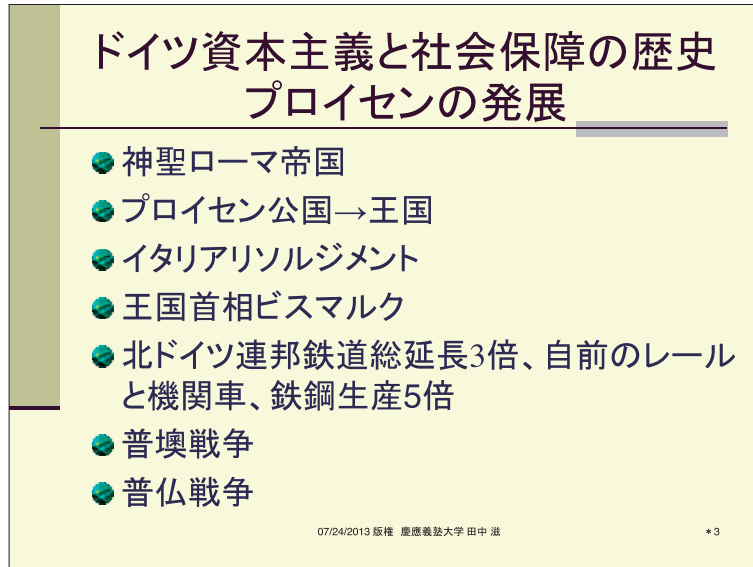 ドイツ資本主義と社会保障の歴史
プロイセンの発展
神聖ローマ帝国
プロイセン公国→王国
イタリアリソルジメント
王国首相ビスマルク
北ドイツ連邦鉄道総延長3倍、自前のレール
と機関車、鉄鋼生産5倍
普墺戦争
普仏戦争
07/24/2013 版権 慶應義塾大学 田中 滋
*3